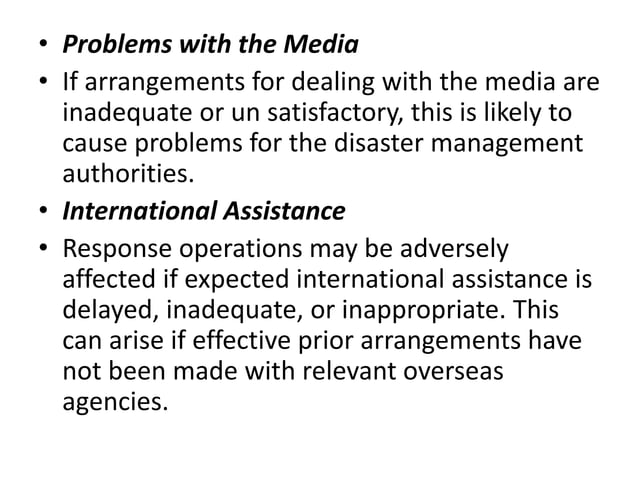 • Problems with the Media
• If arrangements for dealing with the media are
inadequate or un satisfactory, this is likely to
cause problems for the disaster management
authorities.
• International Assistance
• Response operations may be adversely
affected if expected international assistance is
delayed, inadequate, or inappropriate. This
can arise if effective prior arrangements have
not been made with relevant overseas
agencies.